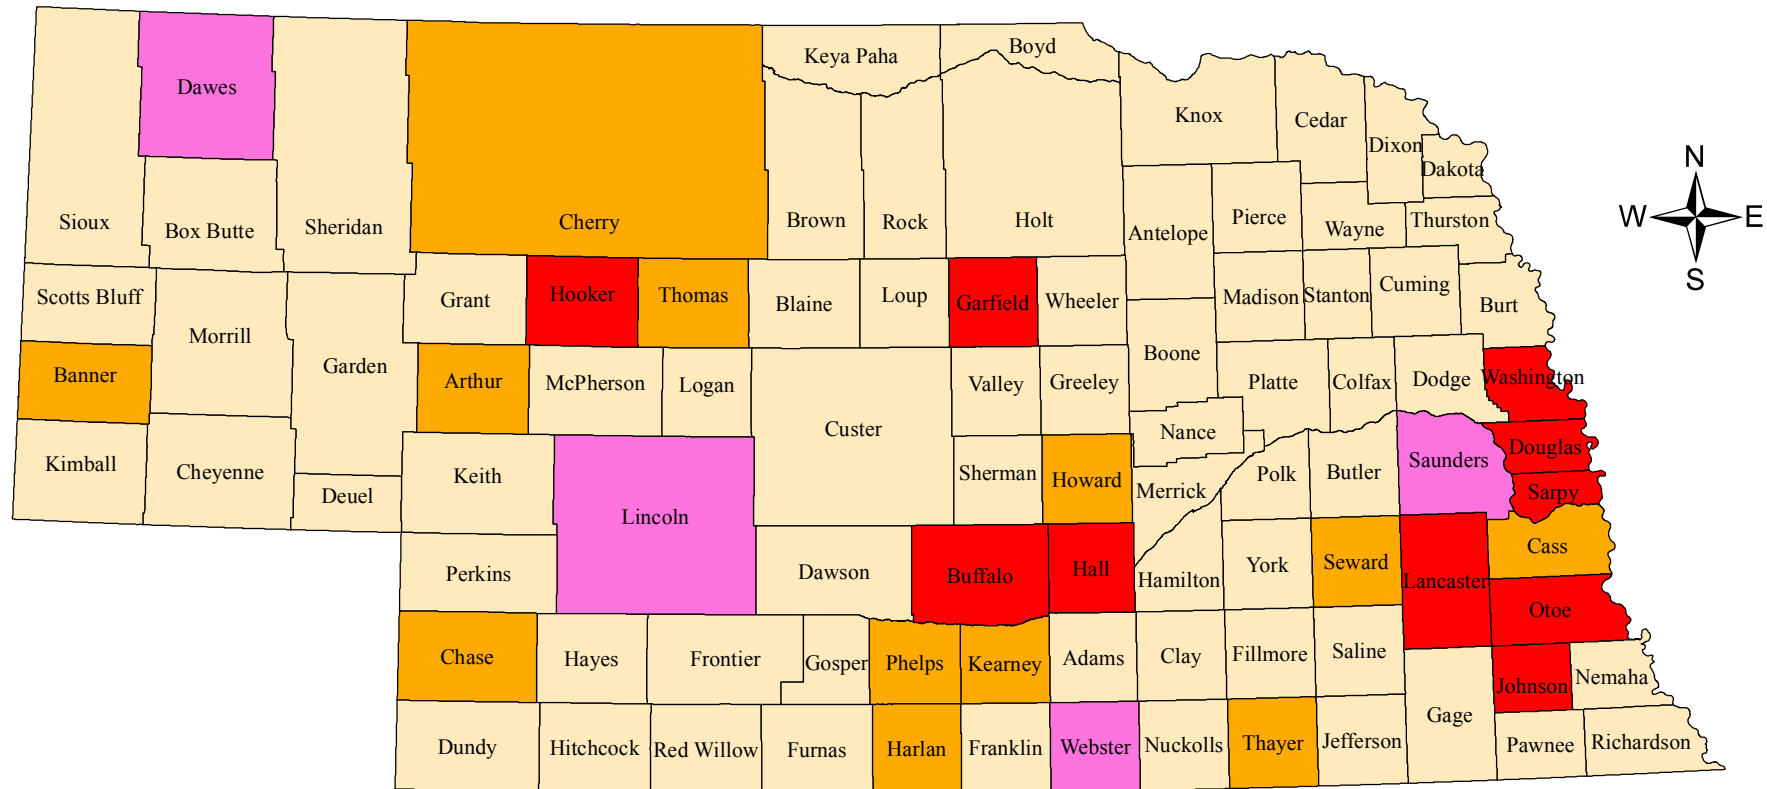 Keya Paha
Boyd
Dawes
Knox
Cedar
Dixon
Dakota
N
Sioux
Box Butte
Sheridan
Cherry
Brown
Rock
Holt
Antelope
Pierce
Wayne
Thurston
W
E
S
Scotts Bluff
Morrill
Grant
Hooker
Thomas
Blaine
Loup
Garfield
Wheeler
Madison
Stanton
Cuming
Burt
Banner
Garden
Arthur
McPherson
Logan
Custer
Valley
Greeley
Boone
Platte
Colfax
Dodge
Washington
Kimball
Cheyenne
Deuel
Keith
Lincoln
Sherman
Howard
Nance
Merrick
Polk
Butler
Saunders
Douglas
Sarpy
Perkins
Dawson
Buffalo
Hall
Hamilton
York
Seward
Lancaster
Cass
Otoe
Chase
Hayes
Frontier
Gosper
Phelps
Kearney
Adams
Clay
Fillmore
Saline
Johnson
Nemaha
Dundy
Hitchcock
Red Willow
Furnas
Harlan
Franklin
Webster
Nuckolls
Thayer
Jefferson
Gage
Pawnee
Richardson